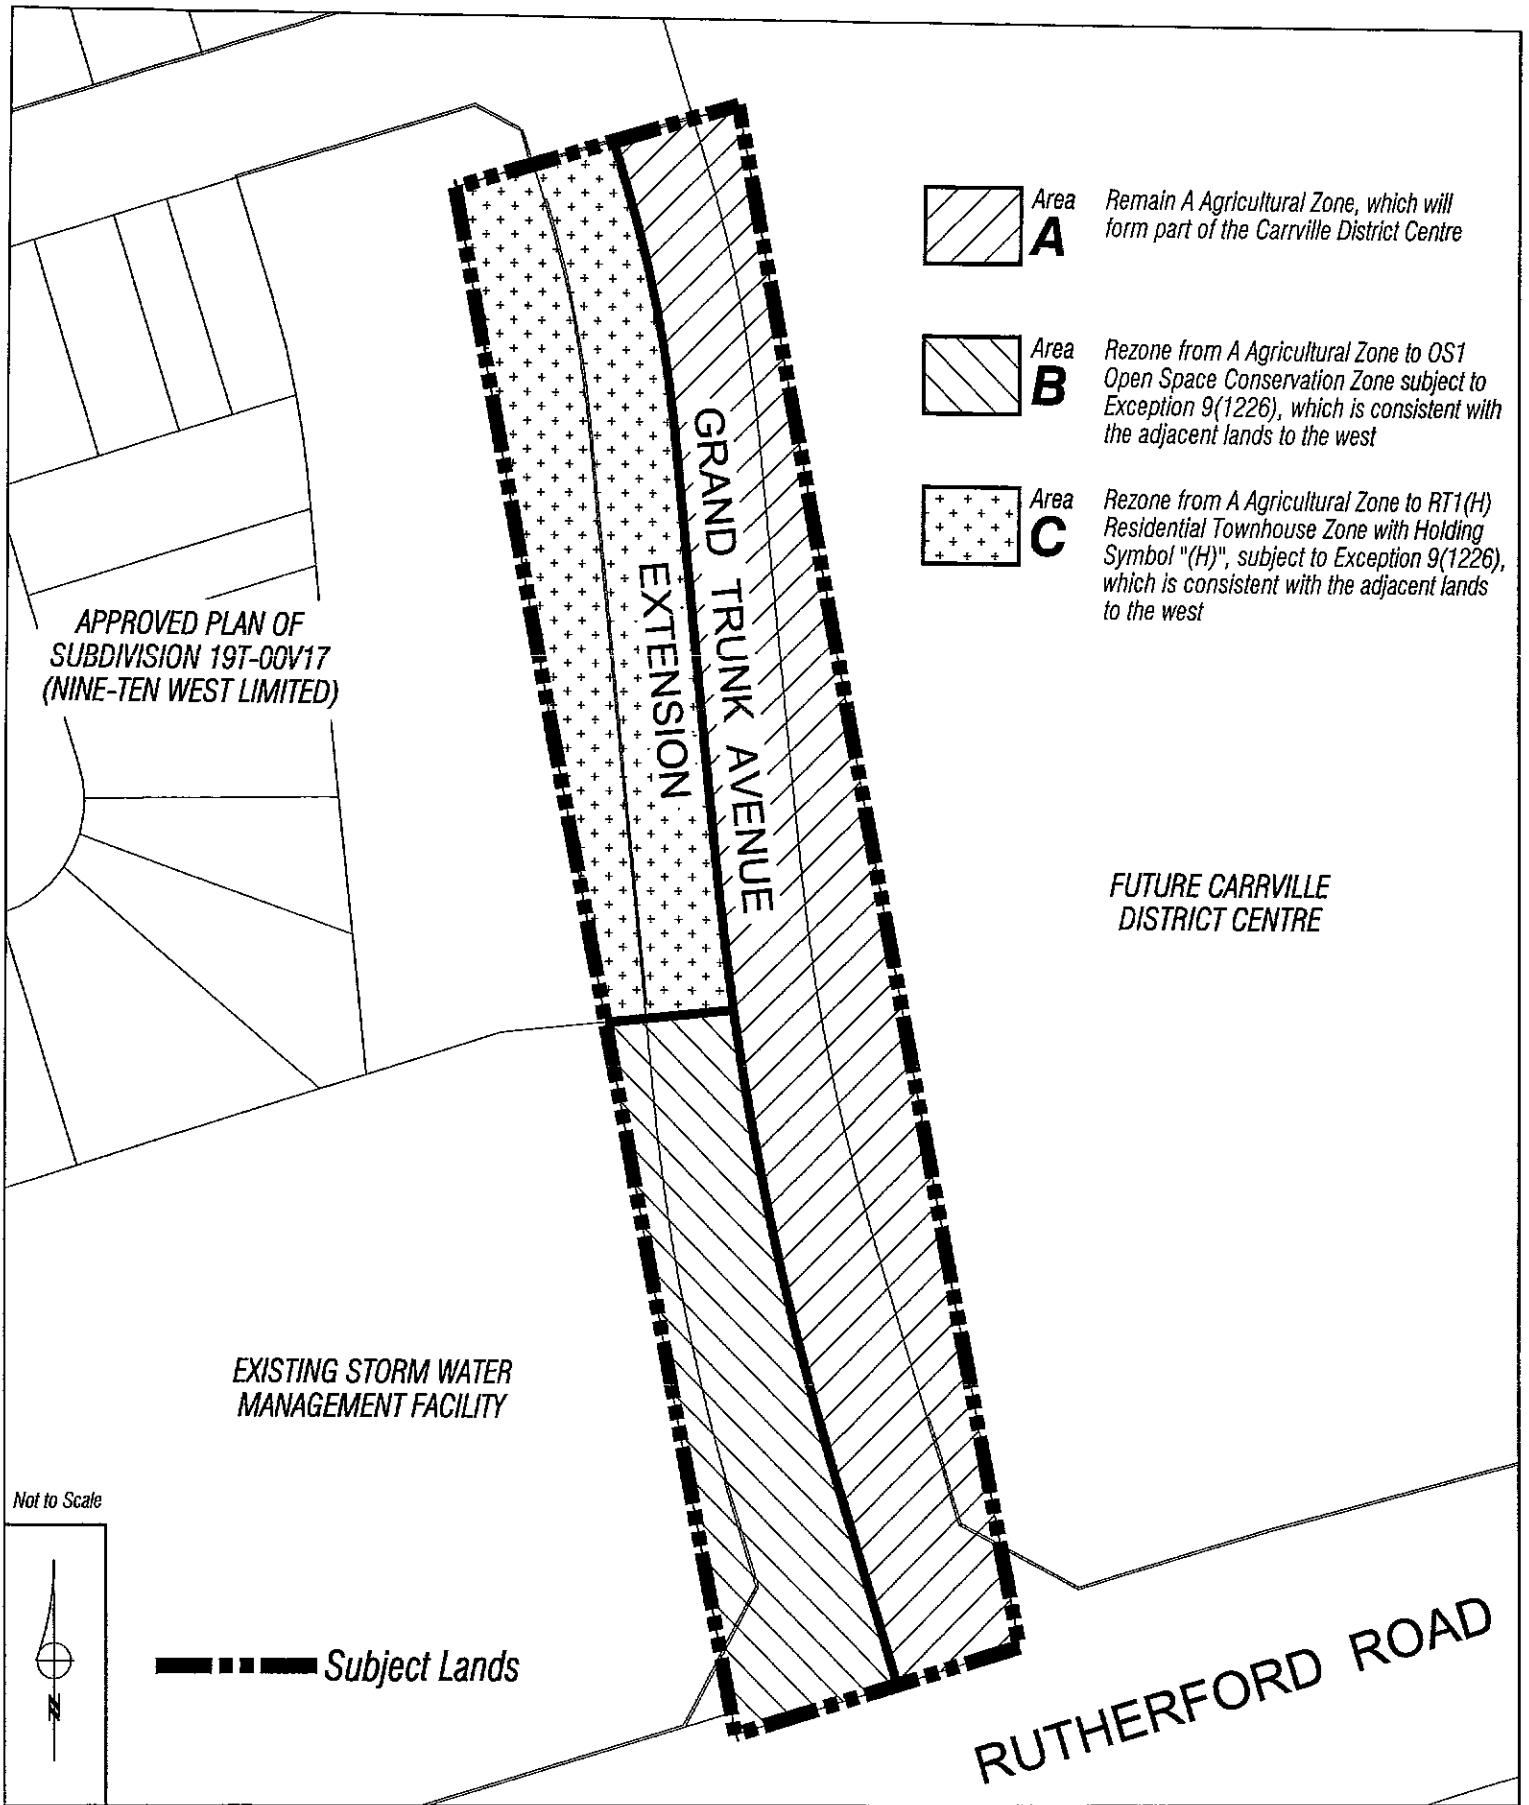 Area
A
Remain A Agricultural Zone, which will
form part of the Carrville District Centre
Area
B
Rezone from A Agricultural Zone to OS1
Open Space Conservation Zone subject to
Exception 9(1226), which is consistent with
the adjacent lands to the west
Area
C
Rezone from A Agricultural Zone to RT1(H)
Residential Townhouse Zone with Holding
Symbol "(H)", subject to Exception 9(1226),
which is consistent with the adjacent lands
to the west
GRAND TRUNK AVENUE
EXTENSION
APPROVED PLAN OF
SUBDIVISION 19T-00V17
(NINE-TEN WEST LIMITED)
FUTURE CARRVILLE
DISTRICT CENTRE
EXISTING STORM WATER
MANAGEMENT FACILITY
Not to Scale
N
Subject Lands
RUTHERFORD ROAD